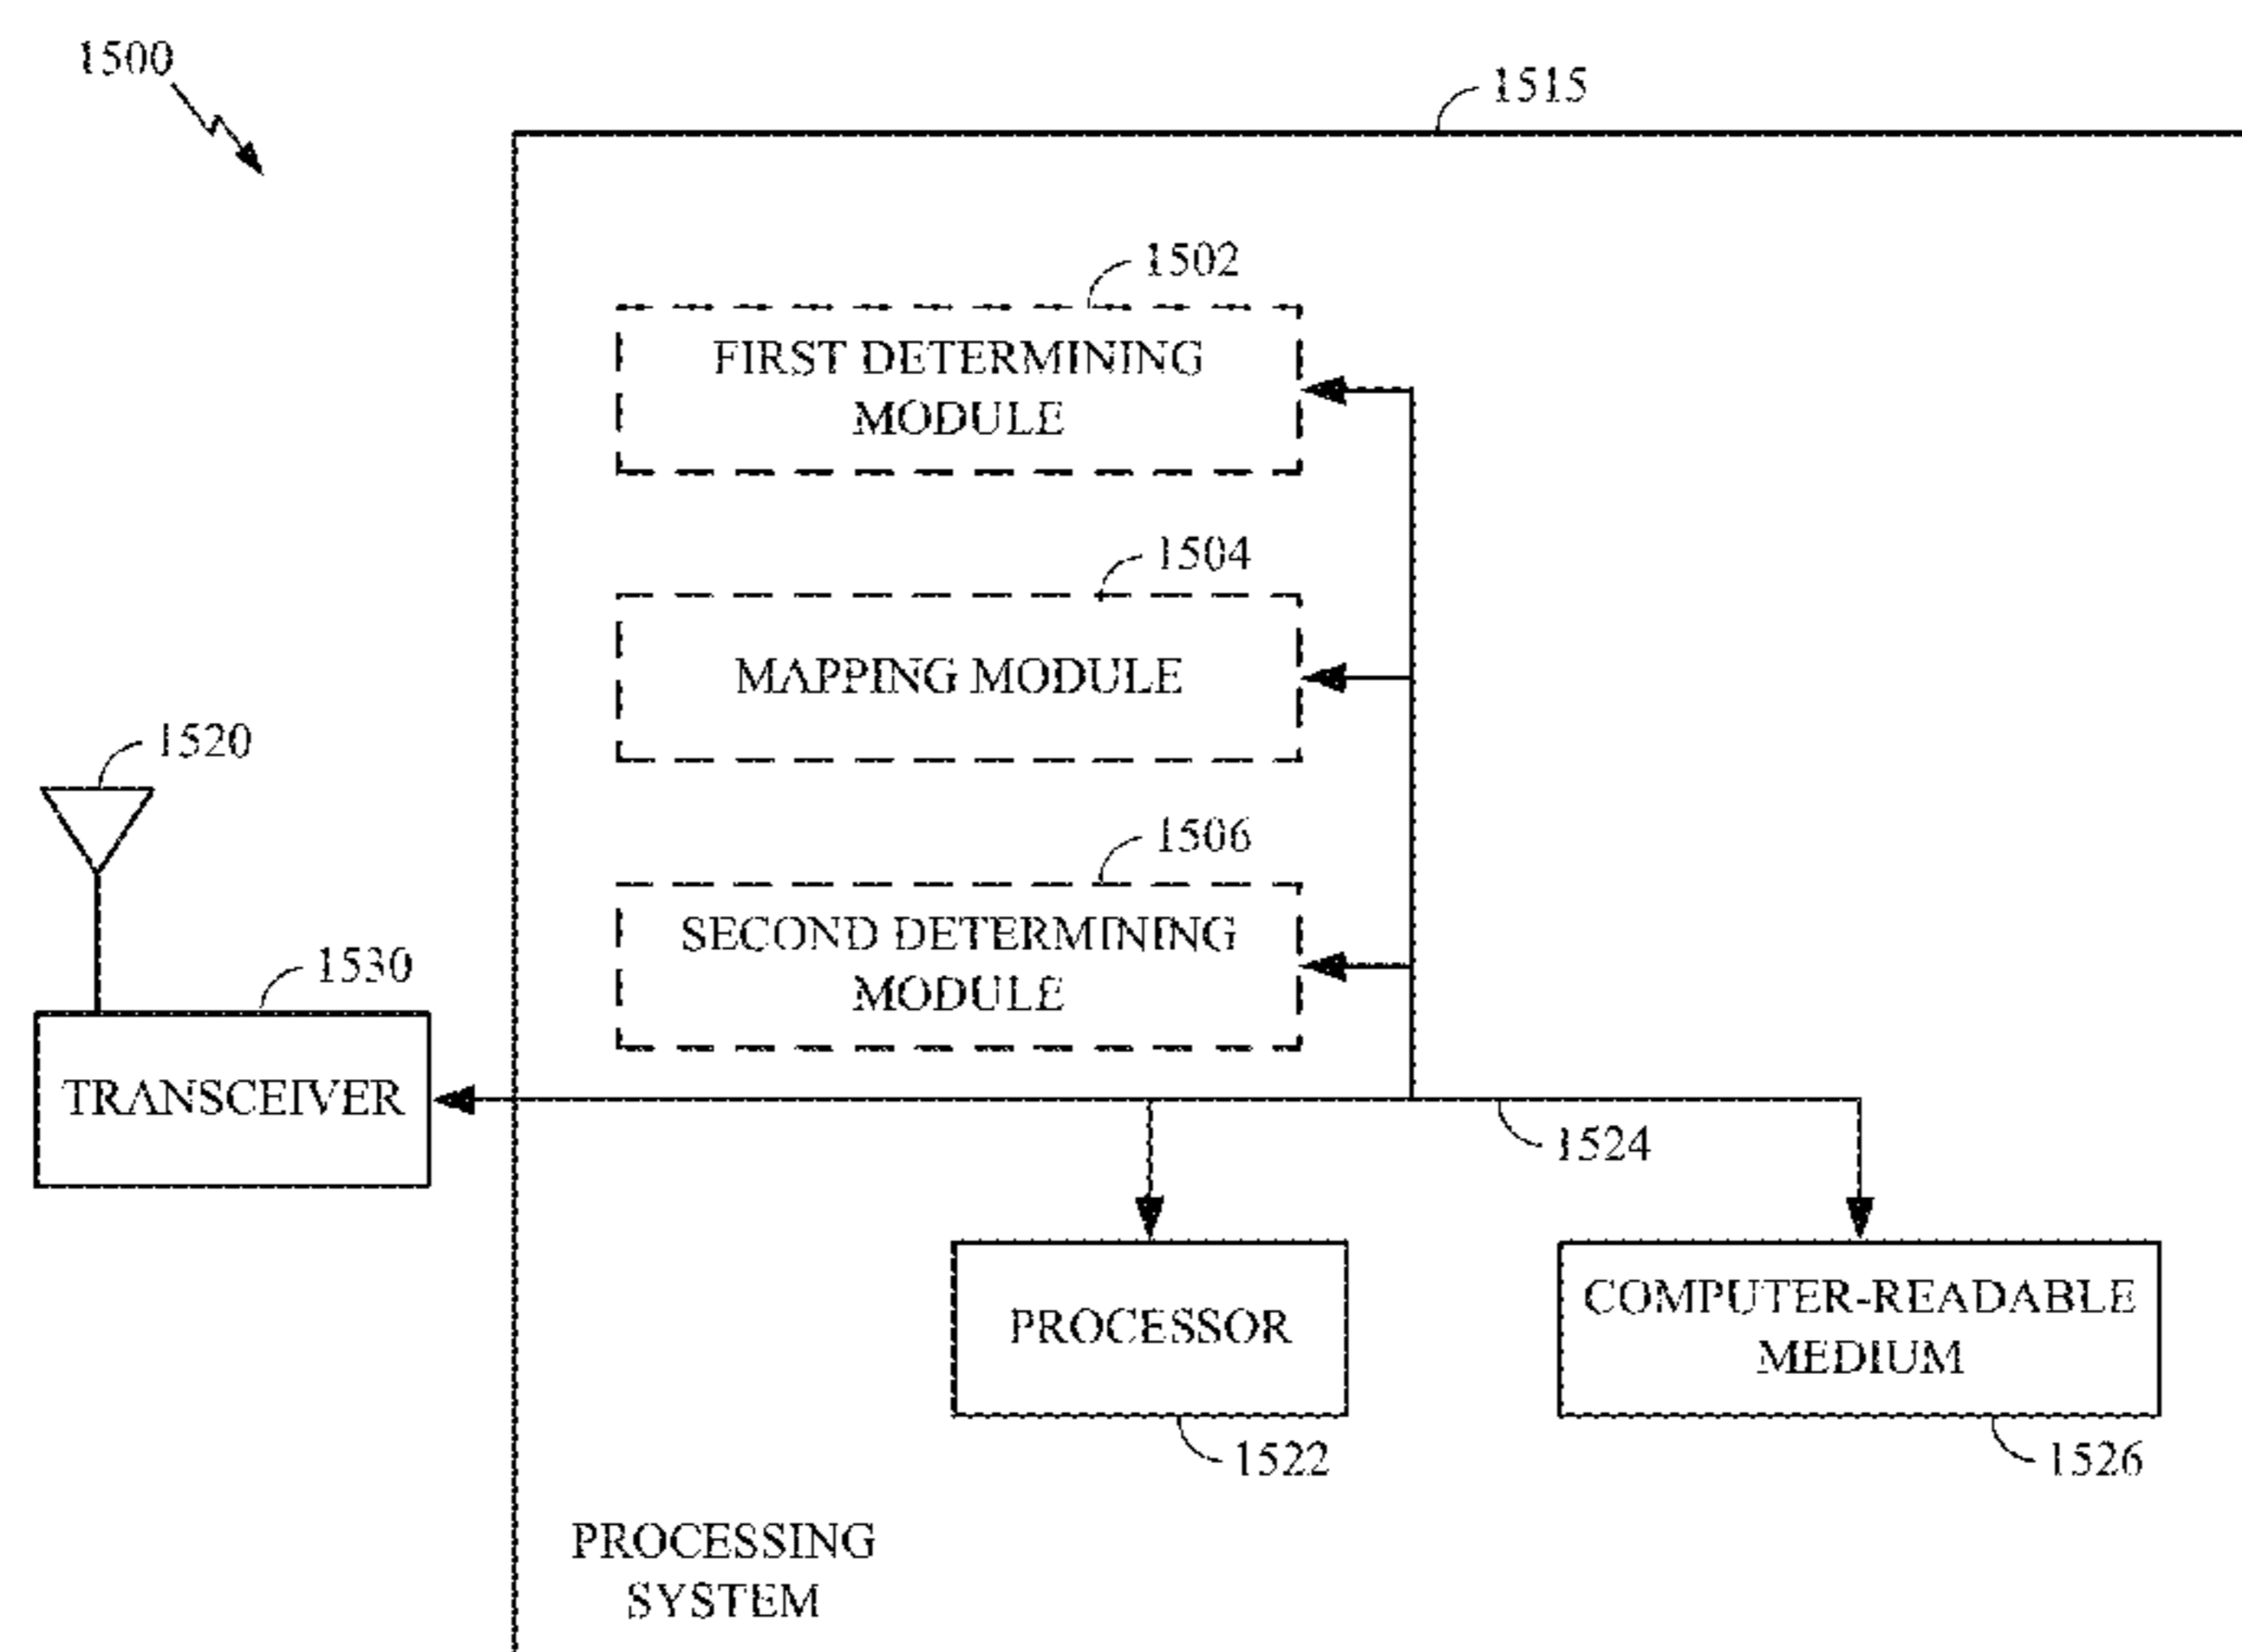 1500
1515
1502
FIRST DETERMINING
MODULE
1504
MAPPING MODULE
1520
1506
SECOND DETERMINING
MODULE
1530
TRANSCEIVER
1524
PROCESSOR
COMPUTER-READABLE
MEDIUM
1522
1526
PROCESSING
SYSTEM